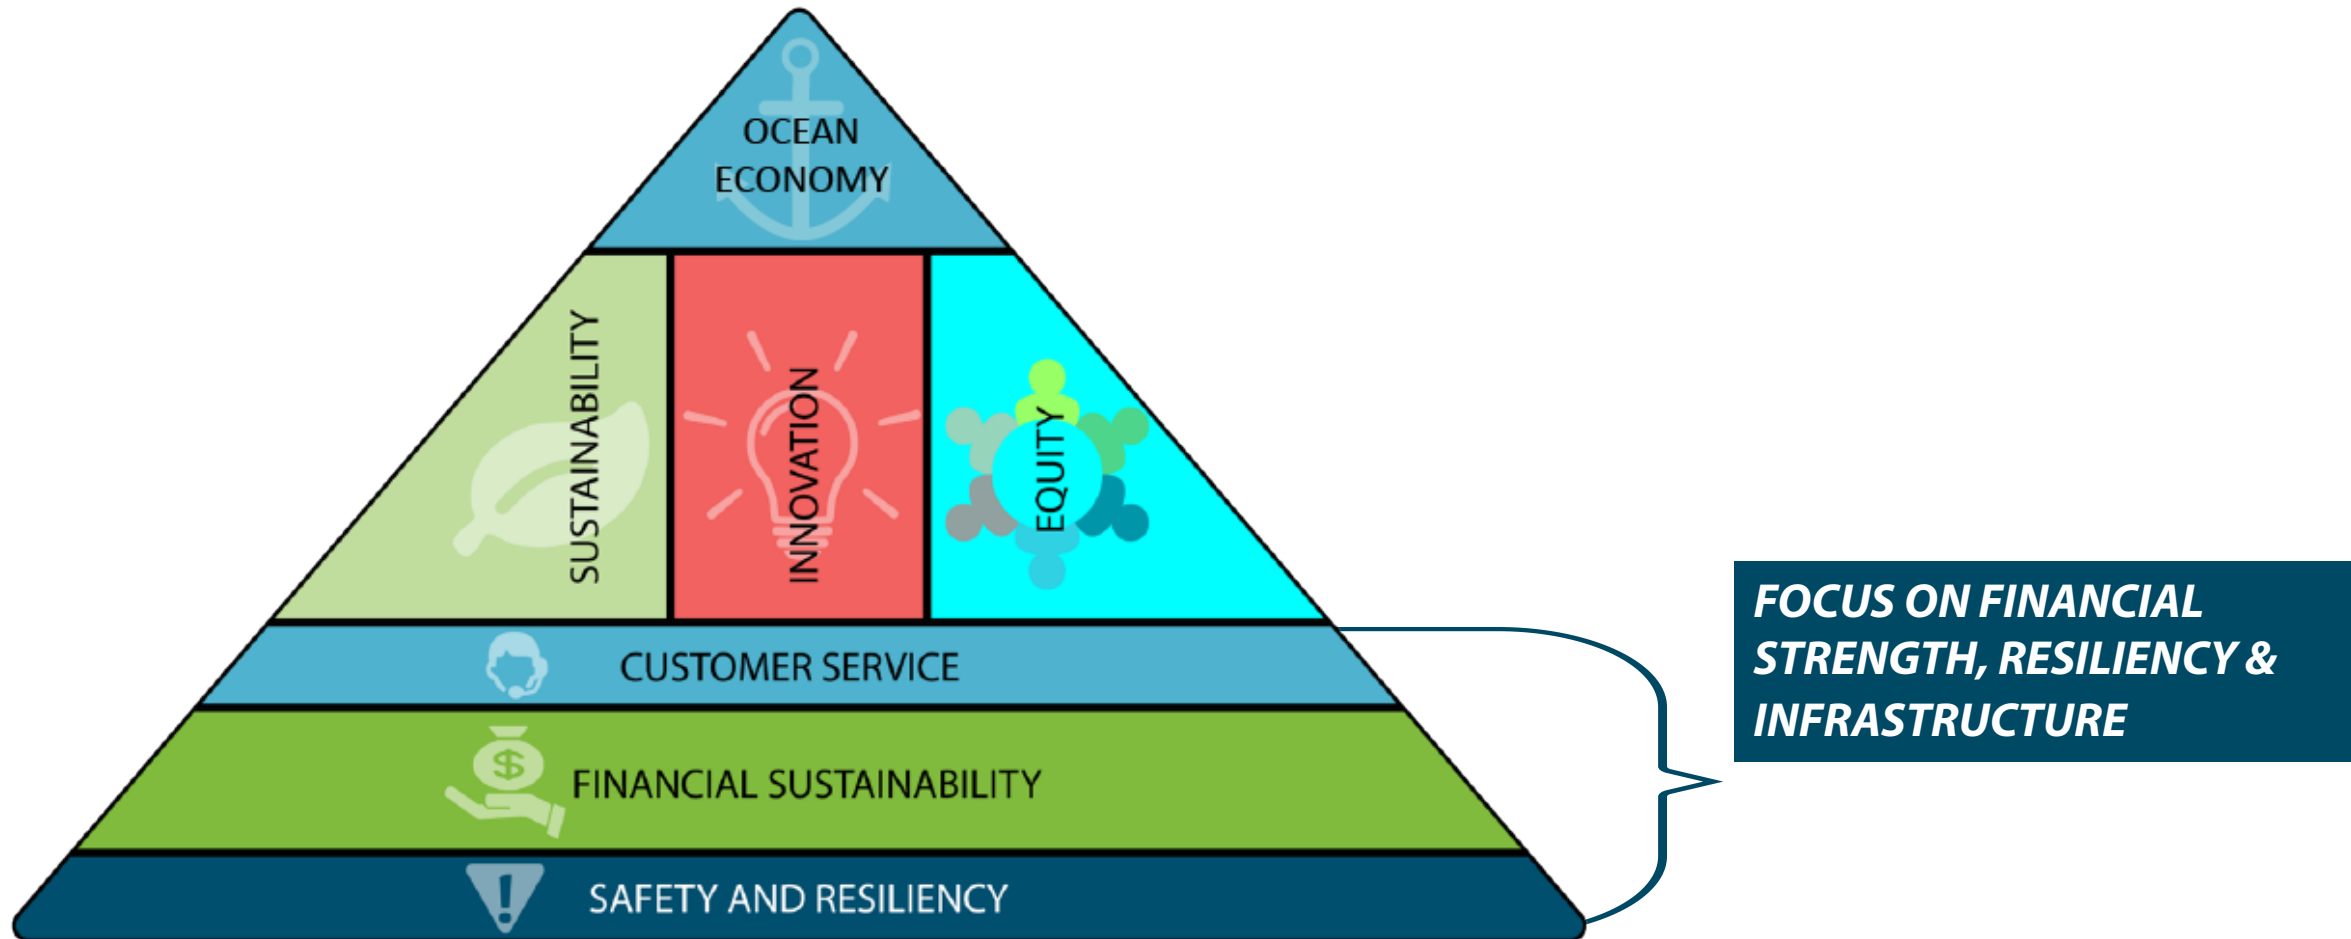 OCEAN
ECONOMY
SUSTAINABILITY
INNOVATION
EQUITY
CUSTOMER SERVICE
$
FINANCIAL SUSTAINABILITY
!
SAFETY AND RESILIENCY
FOCUS ON FINANCIAL
STRENGTH, RESILIENCY &
INFRASTRUCTURE